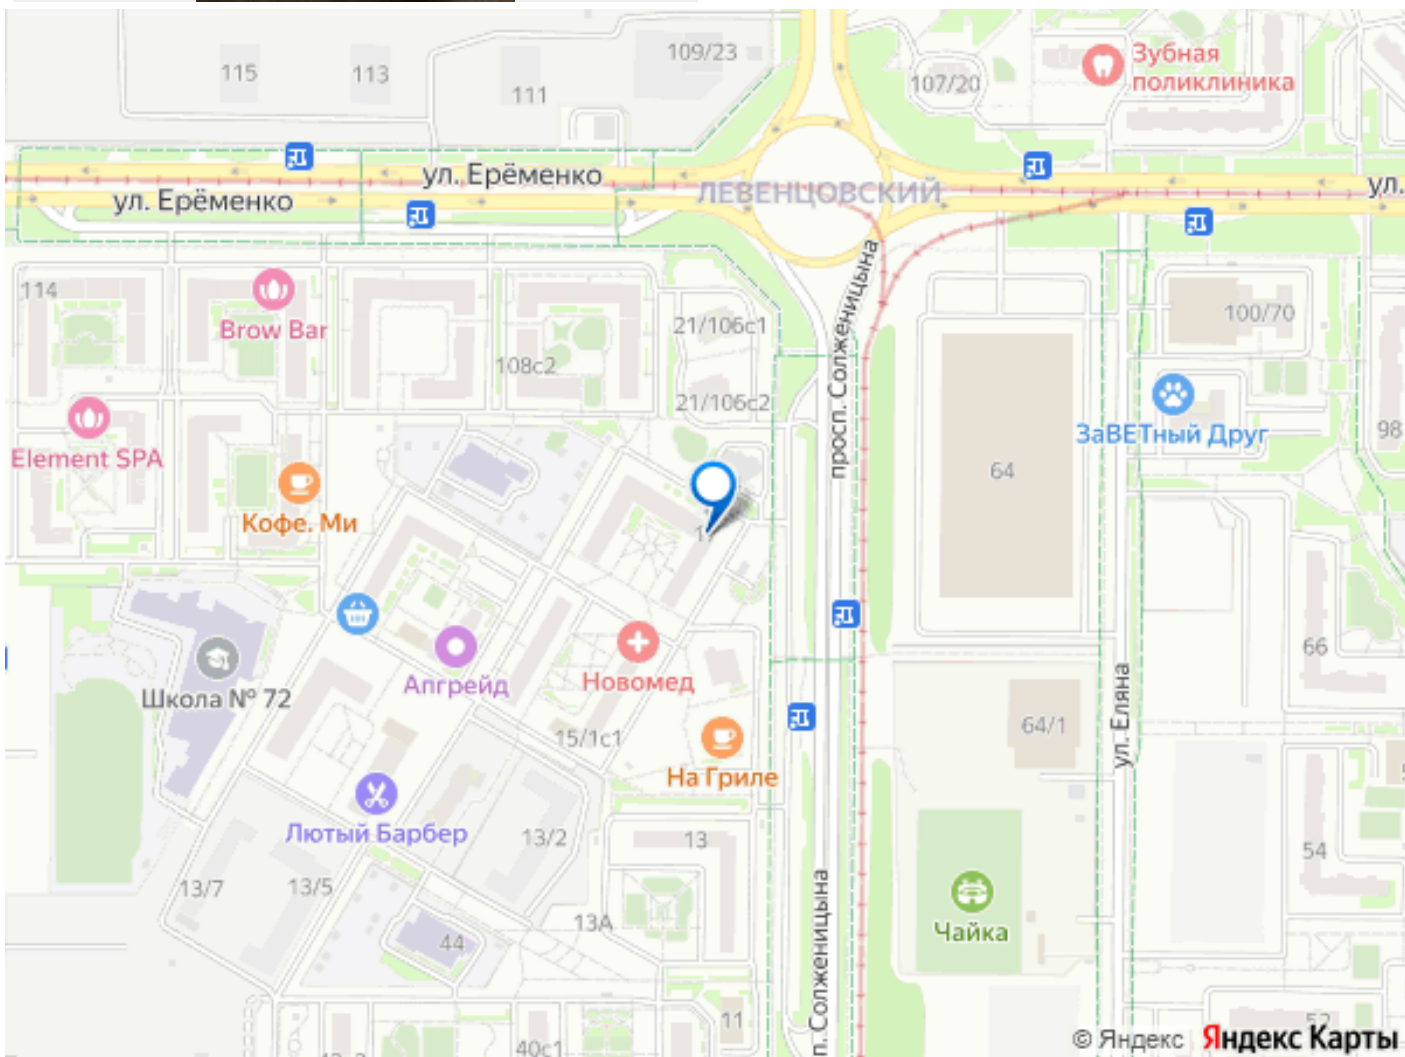 109/23
Зубная
поликлиника
115
113
107/20
111
ул. Ерёменко
ул.
ЛЕВЕНЦОВСКИЙ
ул. Ерёменко
просп. Солженицына
114
Brow Bar
21/106с1
100/70
108с2
21/106с2
ЗаВЕТный Друг
98
Element SPA
64
Кофе. Ми
66
Школа № 72
Апгрейд
Новомед
ул. Еляна
15/1с1
64/1
На Гриле
Лютый Барбер
13/2
13
54
13/7
13/5
п. Солженицына
13А
Чайка
44
11
52
40с1
© Яндекс Яндекс Карты